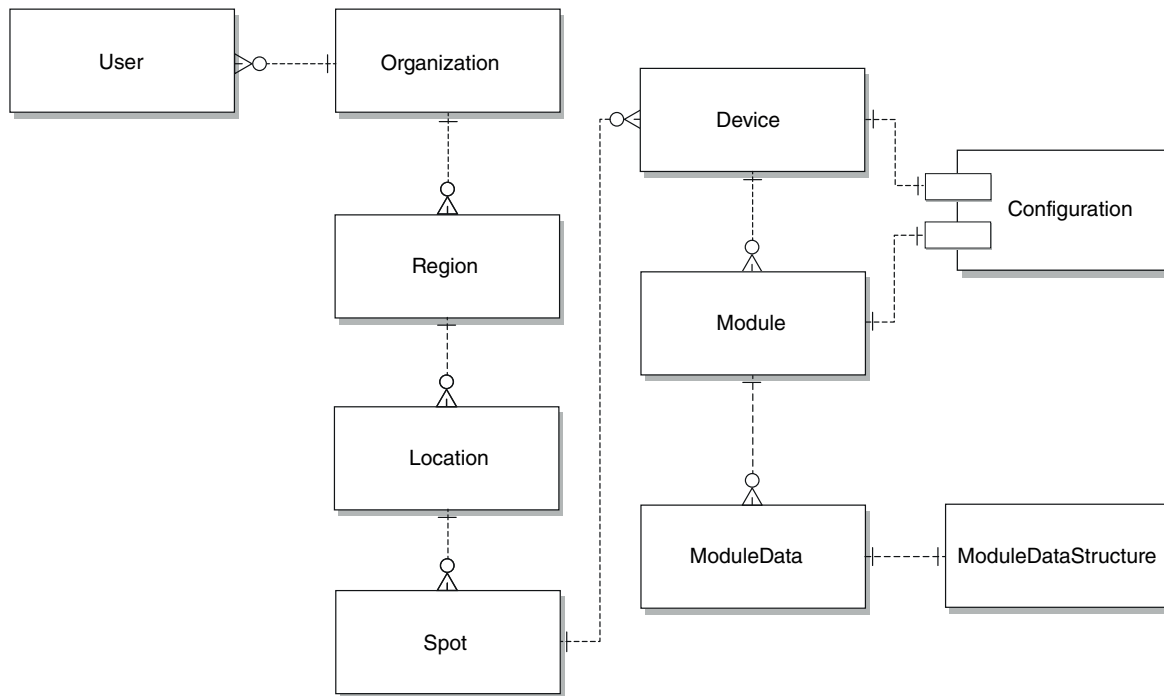 User
Organization
Device
Configuration
Region
Module
Location
ModuleData
ModuleDataStructure
Spot